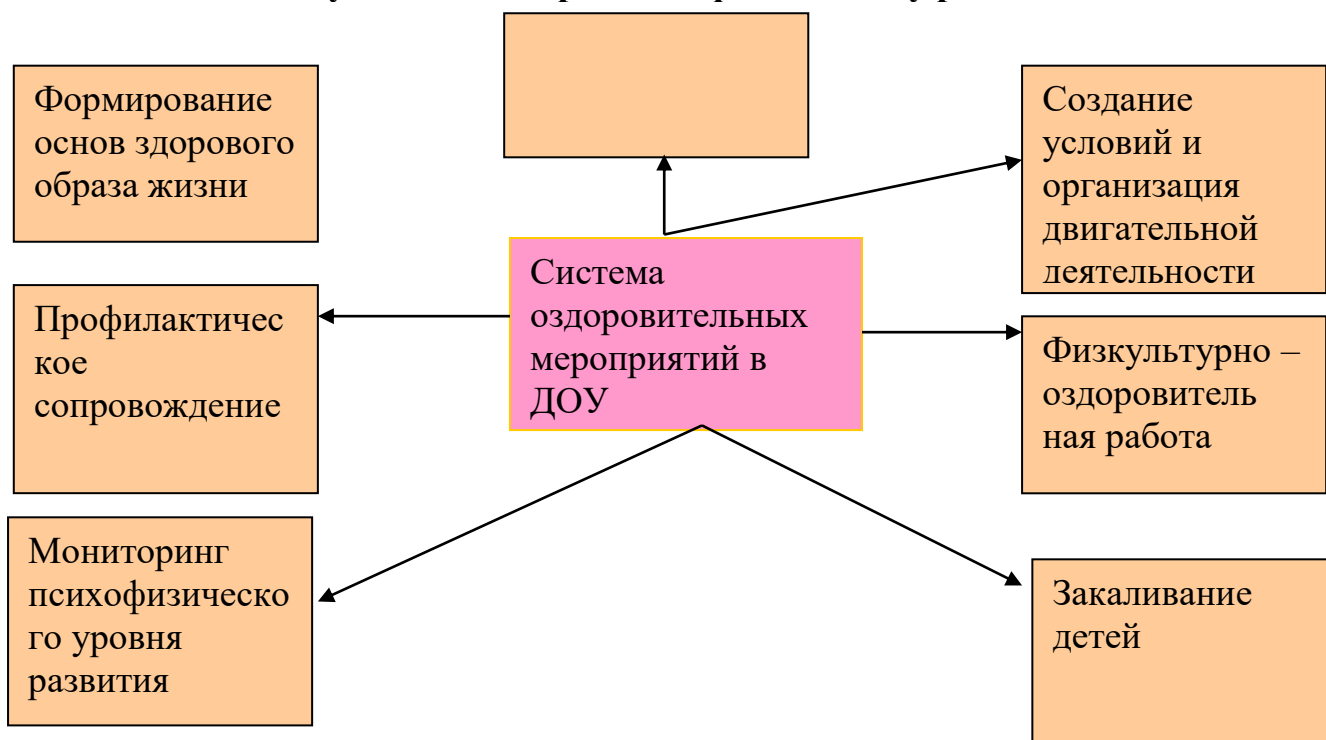 Формирование
основ здорового
образа жизни
Создание
условий и
организация
двигательной
деятельности
Система
оздоровительных
мероприятий в
ДОУ
Профилактичес
кое
сопровождение
Физкультурно –
оздоровитель
ная работа
Мониторинг
психофизическо
го уровня
развития
Закаливание
детей